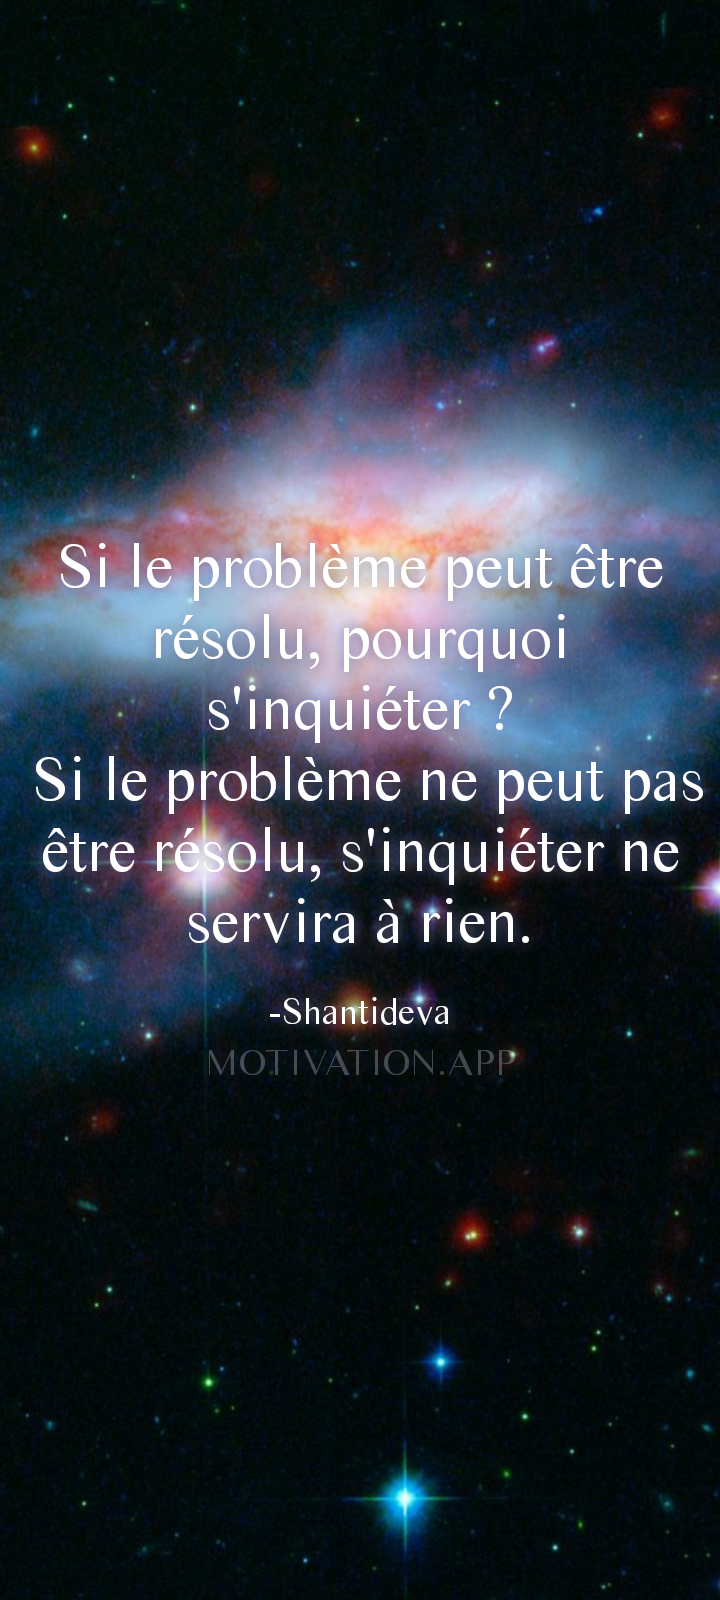 Si le problème peut être
résolu, pourquoi
s'inquiéter ?
Si le problème ne peut pas
être résolu, s'inquiéter ne
servira à rien.
-Shantideva
MOTIVATION.APP